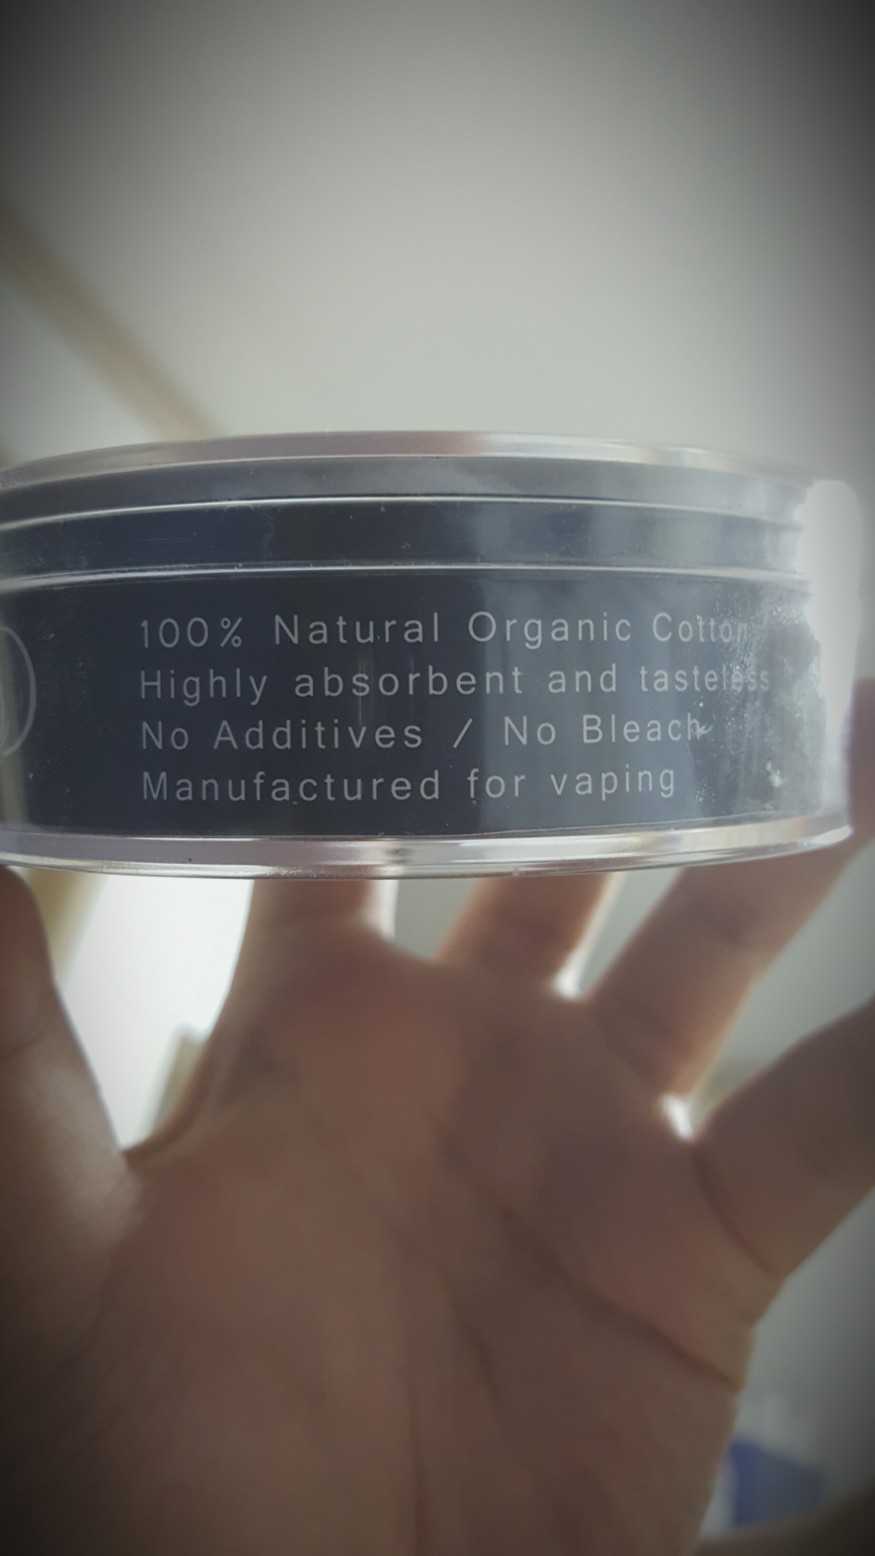 100% Natural Organic Cotton
Highly absorbent and tasteless
No Additives / No Bleach
Manufactured for vaping